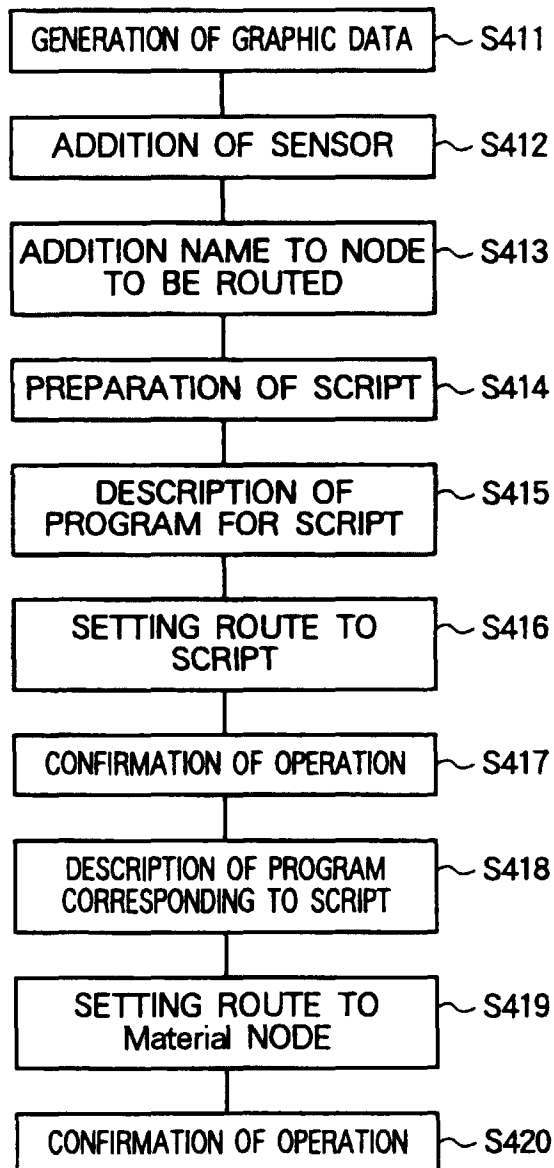 GENERATION OF GRAPHIC DATA S411
ADDITION OF SENSOR S412
ADDITION NAME TO NODE S413
TO BE ROUTED
PREPARATION OF SCRIPT S414
DESCRIPTION OF S415
PROGRAM FOR SCRIPT
SETTING ROUTE TO S416
SCRIPT
CONFIRMATION OF OPERATION S417
DESCRIPTION OF PROGRAM S418
CORRESPONDING TO SCRIPT
SETTING ROUTE TO S419
Material NODE
CONFIRMATION OF OPERATION S420